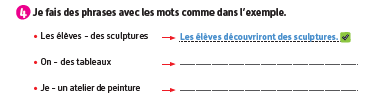 4 Je fais des phrases avec les mots comme dans l'exemple.
• Les élèves - des sculptures → Les élèves découvriront des sculptures.
• On - des tableaux →
• Je - un atelier de peinture →